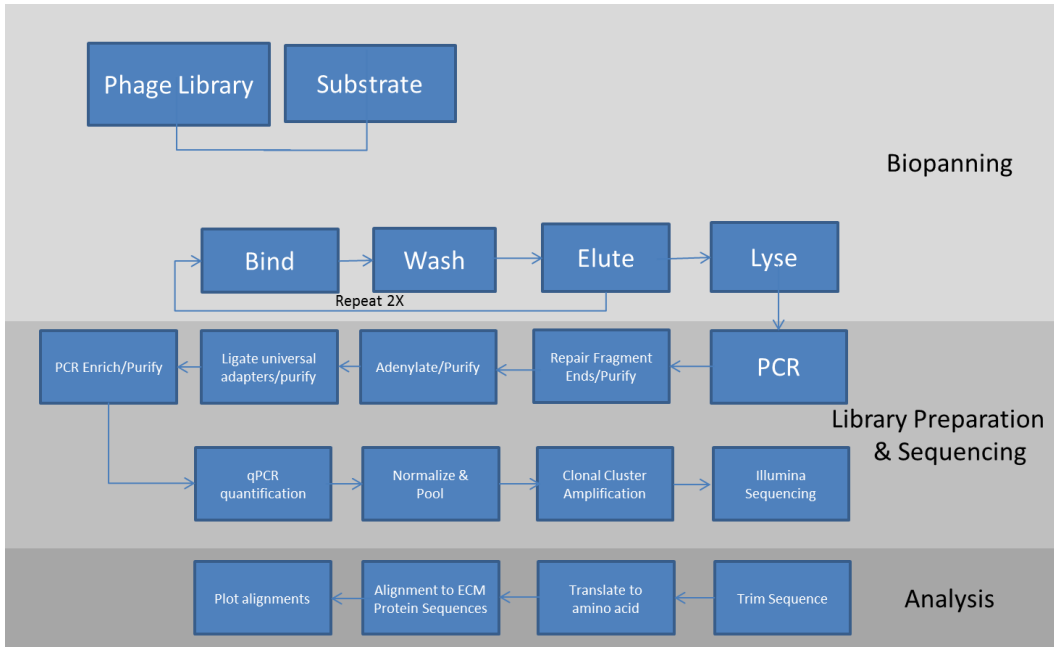 Phage Library
Substrate
Biopanning
Bind
Wash
Elute
Lyse
Repeat 2X
PCR Enrich/Purify
Ligate universal
adapters/purify
Adenylate/Purify
Repair Fragment
Ends/Purify
PCR
Library Preparation
& Sequencing
qPCR
quantification
Normalize &
Pool
Clonal Cluster
Amplification
Illumina
Sequencing
Plot alignments
Alignment to ECM
Protein Sequences
Translate to
amino acid
Trim Sequence
Analysis